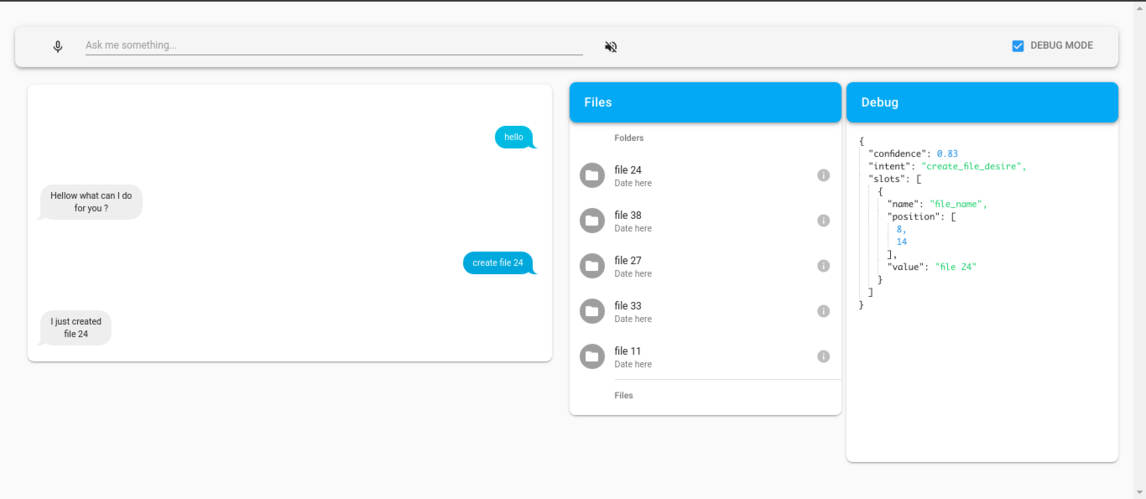 Ask me something...
DEBUG MODE
hello
Hellow what can I do
for you ?
create file 24
I just created
file 24
Files
Folders
file 24
Date here
file 38
Date here
file 27
Date here
file 33
Date here
file 11
Date here
Files
Debug
{
"confidence": 0.83
"intent": "create_file_desire",
"slots": [
{
"name": "file_name",
"position": [
8,
14
],
"value": "file 24"
}
]
}